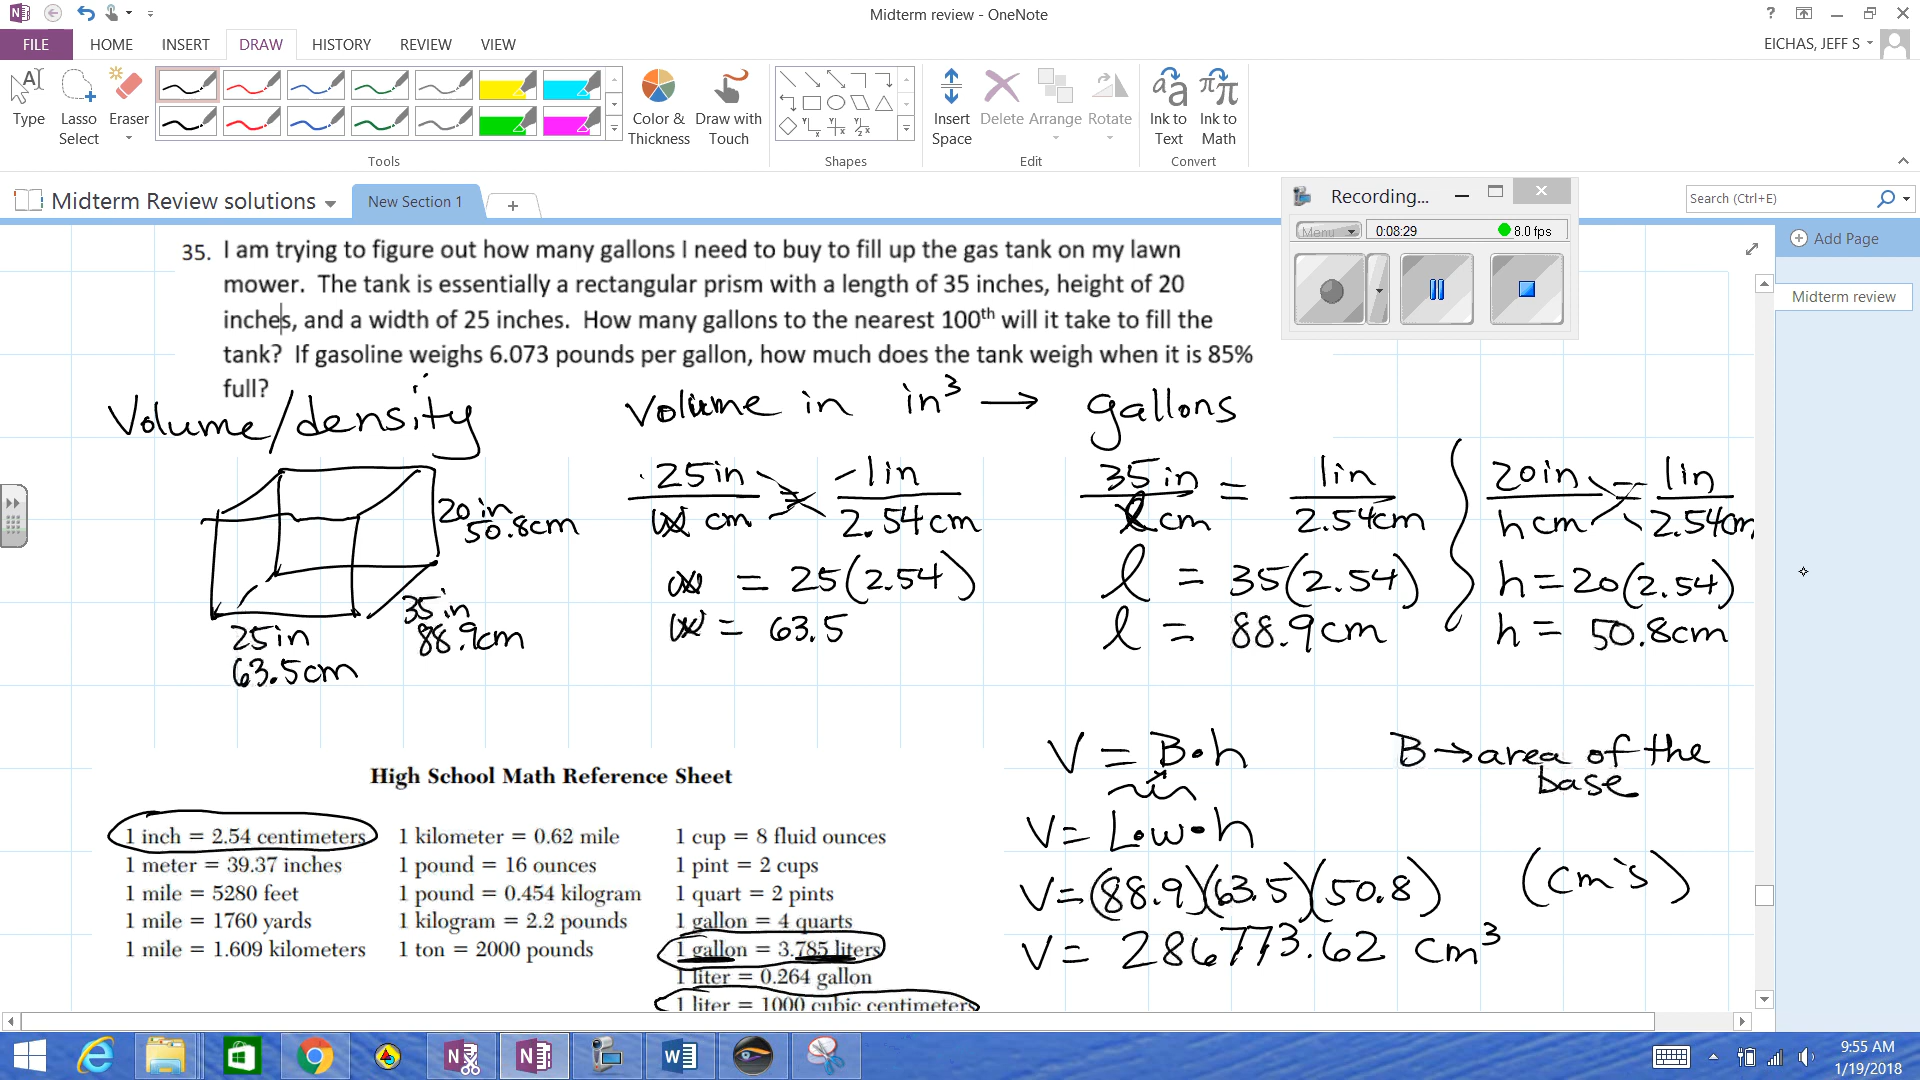 Midterm review - OneNote
FILE HOME INSERT DRAW HISTORY REVIEW VIEW
EICHAS, JEFF S
Type
Lasso Select
Eraser
Color & Thickness
Draw with Touch
Insert Space
Delete
Arrange
Rotate
Ink to Text
Ink to Math
Tools
Shapes
Edit
Convert
Midterm Review solutions
New Section 1
Recording...
Menu
0:08:29
8.0 fps
Search (Ctrl+E)
Add Page
Midterm review
35. I am trying to figure out how many gallons I need to buy to fill up the gas tank on my lawn
mower. The tank is essentially a rectangular prism with a length of 35 inches, height of 20
inches, and a width of 25 inches. How many gallons to the nearest 100th will it take to fill the
tank? If gasoline weighs 6.073 pounds per gallon, how much does the tank weigh when it is 85%
full?
Volume/density
Volume in in³ → gallons
20in
50.8cm
35in
88.9cm
25in
63.5cm
25in = 1in
w cm 2.54cm
w = 25(2.54)
w = 63.5
35in = 1in
l cm 2.54cm
l = 35(2.54)
l = 88.9cm
20in = 1in
h cm 2.54cm
h = 20(2.54)
h = 50.8cm
V = B•h
B → area of the
base
V = L•w•h
V = (88.9)(63.5)(50.8) (cm's)
V = 286773.62 cm³
High School Math Reference Sheet
1 inch = 2.54 centimeters
1 meter = 39.37 inches
1 mile = 5280 feet
1 mile = 1760 yards
1 mile = 1.609 kilometers
1 kilometer = 0.62 mile
1 pound = 16 ounces
1 pound = 0.454 kilogram
1 kilogram = 2.2 pounds
1 ton = 2000 pounds
1 cup = 8 fluid ounces
1 pint = 2 cups
1 quart = 2 pints
1 gallon = 4 quarts
1 gallon = 3.785 liters
1 liter = 0.264 gallon
1 liter = 1000 cubic centimeters
9:55 AM
1/19/2018